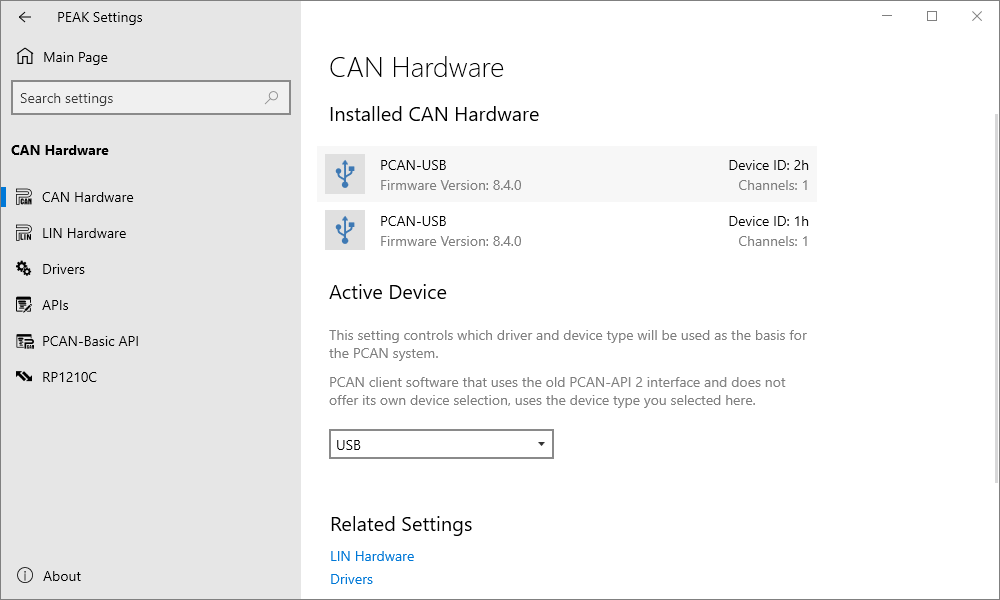 PEAK Settings
Main Page
Search settings
CAN Hardware
CAN Hardware
LIN Hardware
Drivers
APIs
PCAN-Basic API
RP1210C
About
CAN Hardware
Installed CAN Hardware
PCAN-USB Device ID: 2h
Firmware Version: 8.4.0 Channels: 1
PCAN-USB Device ID: 1h
Firmware Version: 8.4.0 Channels: 1
Active Device
This setting controls which driver and device type will be used as the basis for
the PCAN system.
PCAN client software that uses the old PCAN-API 2 interface and does not
offer its own device selection, uses the device type you selected here.
USB
Related Settings
LIN Hardware
Drivers